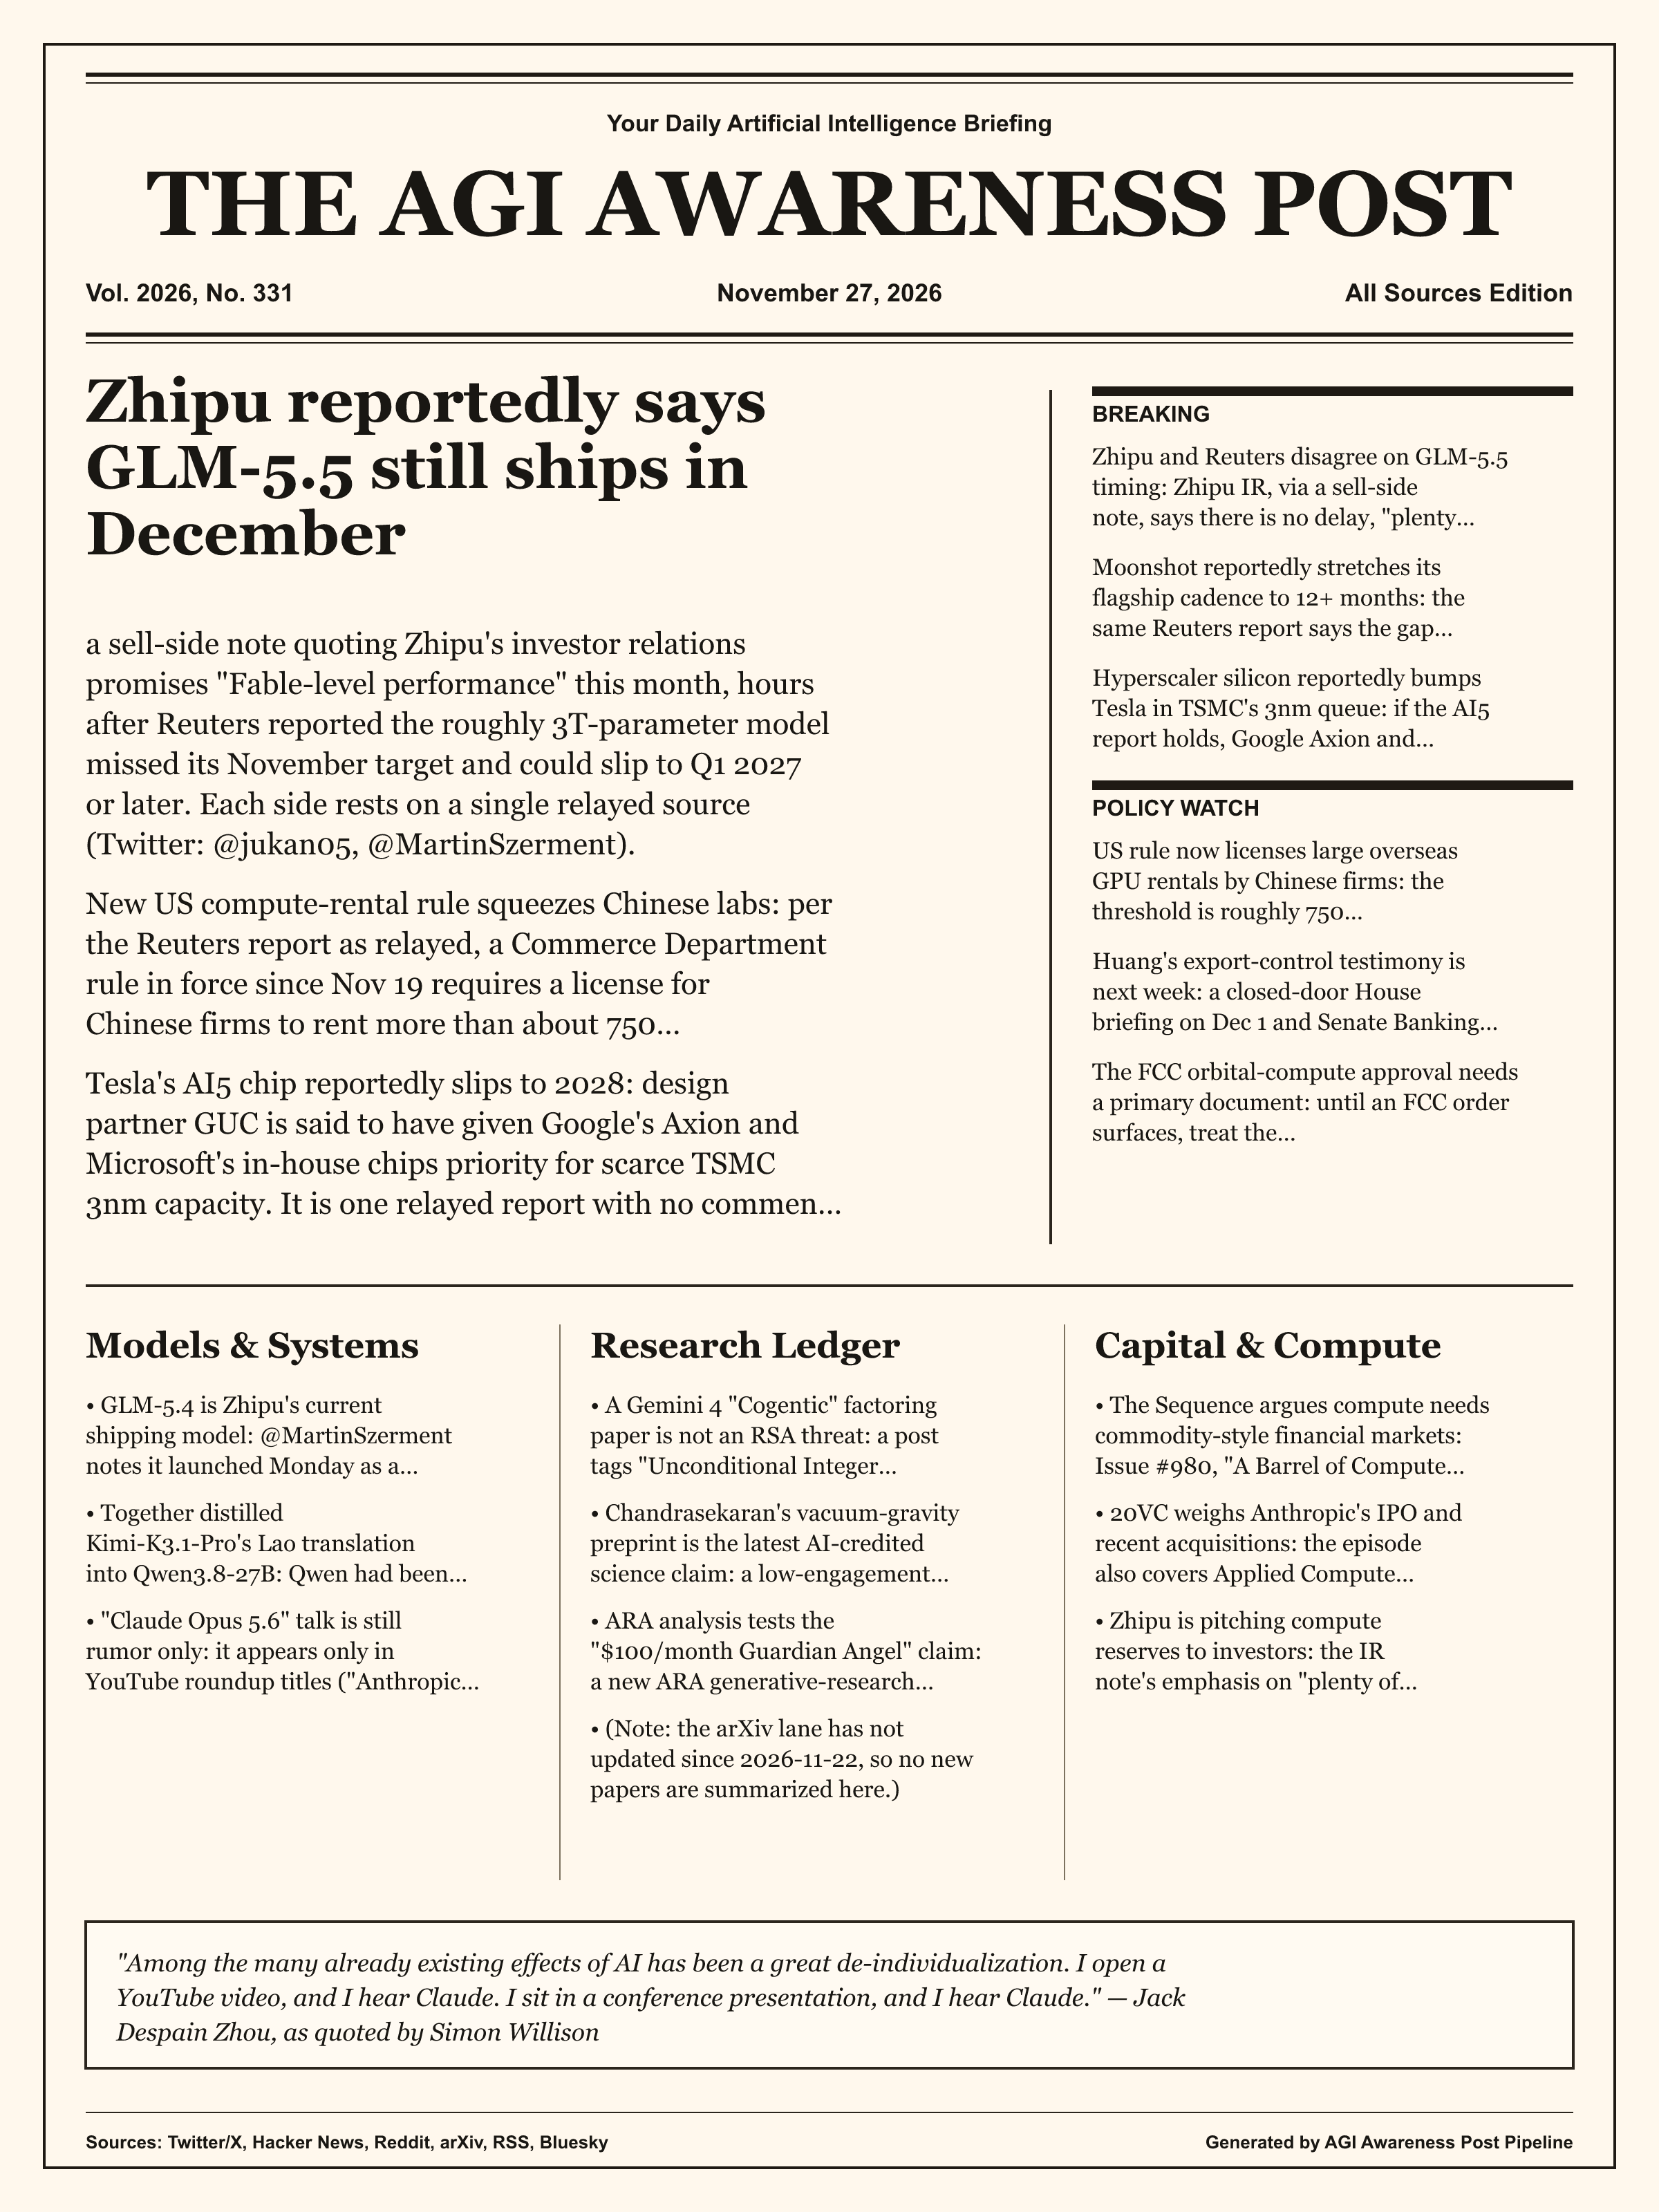 Your Daily Artificial Intelligence Briefing
THE AGI AWARENESS POST
Vol. 2026, No. 331
November 27, 2026
All Sources Edition
Zhipu reportedly says
GLM-5.5 still ships in
December
a sell-side note quoting Zhipu's investor relations
promises "Fable-level performance" this month, hours
after Reuters reported the roughly 3T-parameter model
missed its November target and could slip to Q1 2027
or later. Each side rests on a single relayed source
(Twitter: @jukan05, @MartinSzerment).
New US compute-rental rule squeezes Chinese labs: per
the Reuters report as relayed, a Commerce Department
rule in force since Nov 19 requires a license for
Chinese firms to rent more than about 750...
Tesla's AI5 chip reportedly slips to 2028: design
partner GUC is said to have given Google's Axion and
Microsoft's in-house chips priority for scarce TSMC
3nm capacity. It is one relayed report with no commen...
BREAKING
Zhipu and Reuters disagree on GLM-5.5
timing: Zhipu IR, via a sell-side
note, says there is no delay, "plenty...
Moonshot reportedly stretches its
flagship cadence to 12+ months: the
same Reuters report says the gap...
Hyperscaler silicon reportedly bumps
Tesla in TSMC's 3nm queue: if the AI5
report holds, Google Axion and...
POLICY WATCH
US rule now licenses large overseas
GPU rentals by Chinese firms: the
threshold is roughly 750...
Huang's export-control testimony is
next week: a closed-door House
briefing on Dec 1 and Senate Banking...
The FCC orbital-compute approval needs
a primary document: until an FCC order
surfaces, treat the...
Models & Systems
• GLM-5.4 is Zhipu's current
shipping model: @MartinSzerment
notes it launched Monday as a...
• Together distilled
Kimi-K3.1-Pro's Lao translation
into Qwen3.8-27B: Qwen had been...
• "Claude Opus 5.6" talk is still
rumor only: it appears only in
YouTube roundup titles ("Anthropic...
Research Ledger
• A Gemini 4 "Cogentic" factoring
paper is not an RSA threat: a post
tags "Unconditional Integer...
• Chandrasekaran's vacuum-gravity
preprint is the latest AI-credited
science claim: a low-engagement...
• ARA analysis tests the
"$100/month Guardian Angel" claim:
a new ARA generative-research...
• (Note: the arXiv lane has not
updated since 2026-11-22, so no new
papers are summarized here.)
Capital & Compute
• The Sequence argues compute needs
commodity-style financial markets:
Issue #980, "A Barrel of Compute...
• 20VC weighs Anthropic's IPO and
recent acquisitions: the episode
also covers Applied Compute...
• Zhipu is pitching compute
reserves to investors: the IR
note's emphasis on "plenty of...
"Among the many already existing effects of AI has been a great de-individualization. I open a
YouTube video, and I hear Claude. I sit in a conference presentation, and I hear Claude." — Jack
Despain Zhou, as quoted by Simon Willison
Sources: Twitter/X, Hacker News, Reddit, arXiv, RSS, Bluesky
Generated by AGI Awareness Post Pipeline